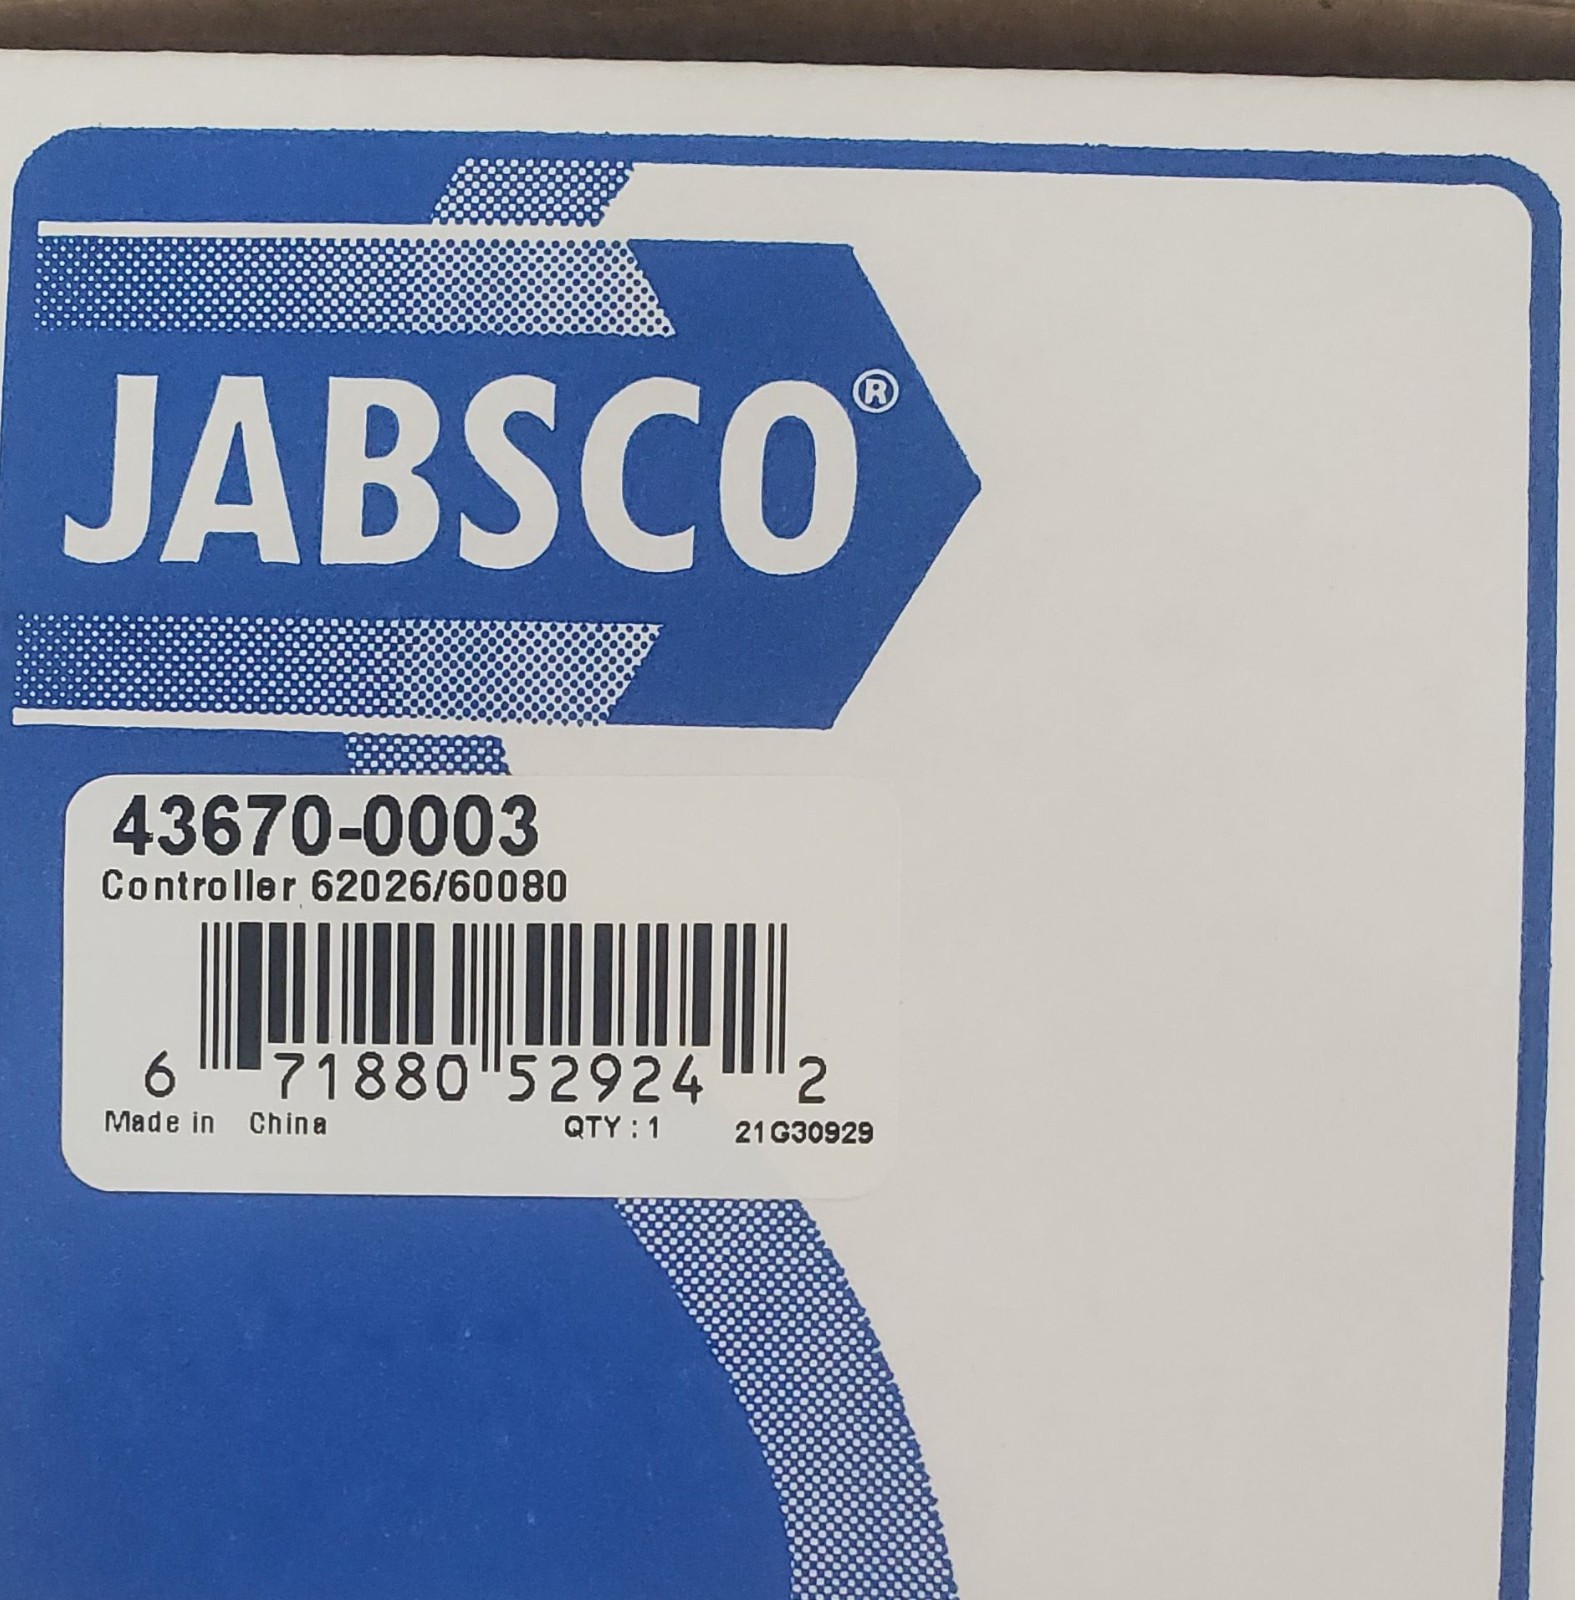 JABSCO®
43670-0003
Controller 62026/60080
6 71880 52924 2
Made in China QTY : 1 21G30929